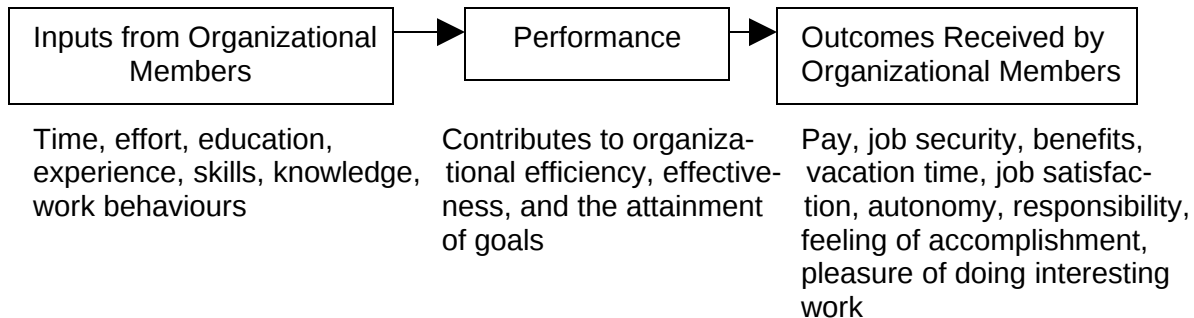 Inputs from Organizational
Members
Performance
Outcomes Received by
Organizational Members
Time, effort, education,
experience, skills, knowledge,
work behaviours
Contributes to organiza-
tional efficiency, effective-
ness, and the attainment
of goals
Pay, job security, benefits,
vacation time, job satisfac-
tion, autonomy, responsibility,
feeling of accomplishment,
pleasure of doing interesting
work